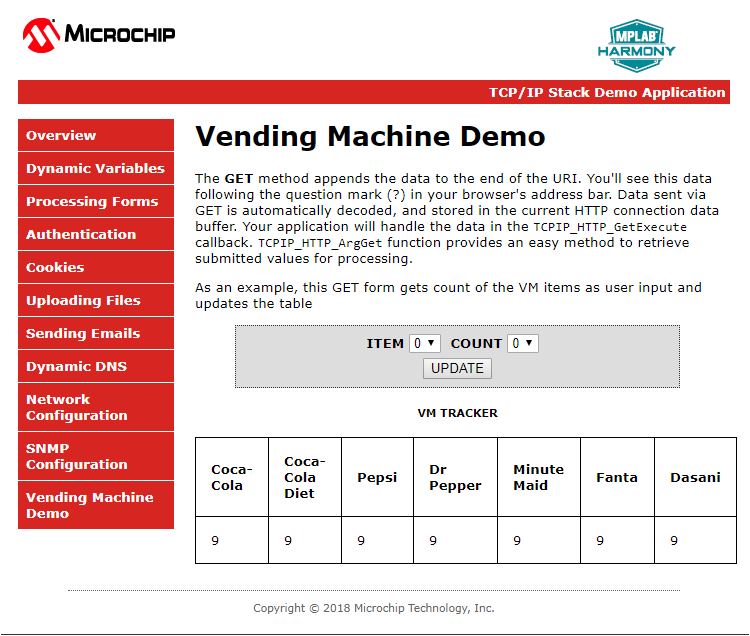 MICROCHIP
MPLAB
HARMONY
TCP/IP Stack Demo Application
Overview
Dynamic Variables
Processing Forms
Authentication
Cookies
Uploading Files
Sending Emails
Dynamic DNS
Network
Configuration
SNMP
Configuration
Vending Machine
Demo
Vending Machine Demo
The GET method appends the data to the end of the URI. You'll see this data
following the question mark (?) in your browser's address bar. Data sent via
GET is automatically decoded, and stored in the current HTTP connection data
buffer. Your application will handle the data in the TCPIP_HTTP_GetExecute
callback. TCPIP_HTTP_ArgGet function provides an easy method to retrieve
submitted values for processing.
As an example, this GET form gets count of the VM items as user input and
updates the table
ITEM 0 COUNT 0
UPDATE
VM TRACKER
Coca-
Cola
Coca-
Cola
Diet
Pepsi
Dr
Pepper
Minute
Maid
Fanta
Dasani
9 9 9 9 9 9 9
Copyright © 2018 Microchip Technology, Inc.